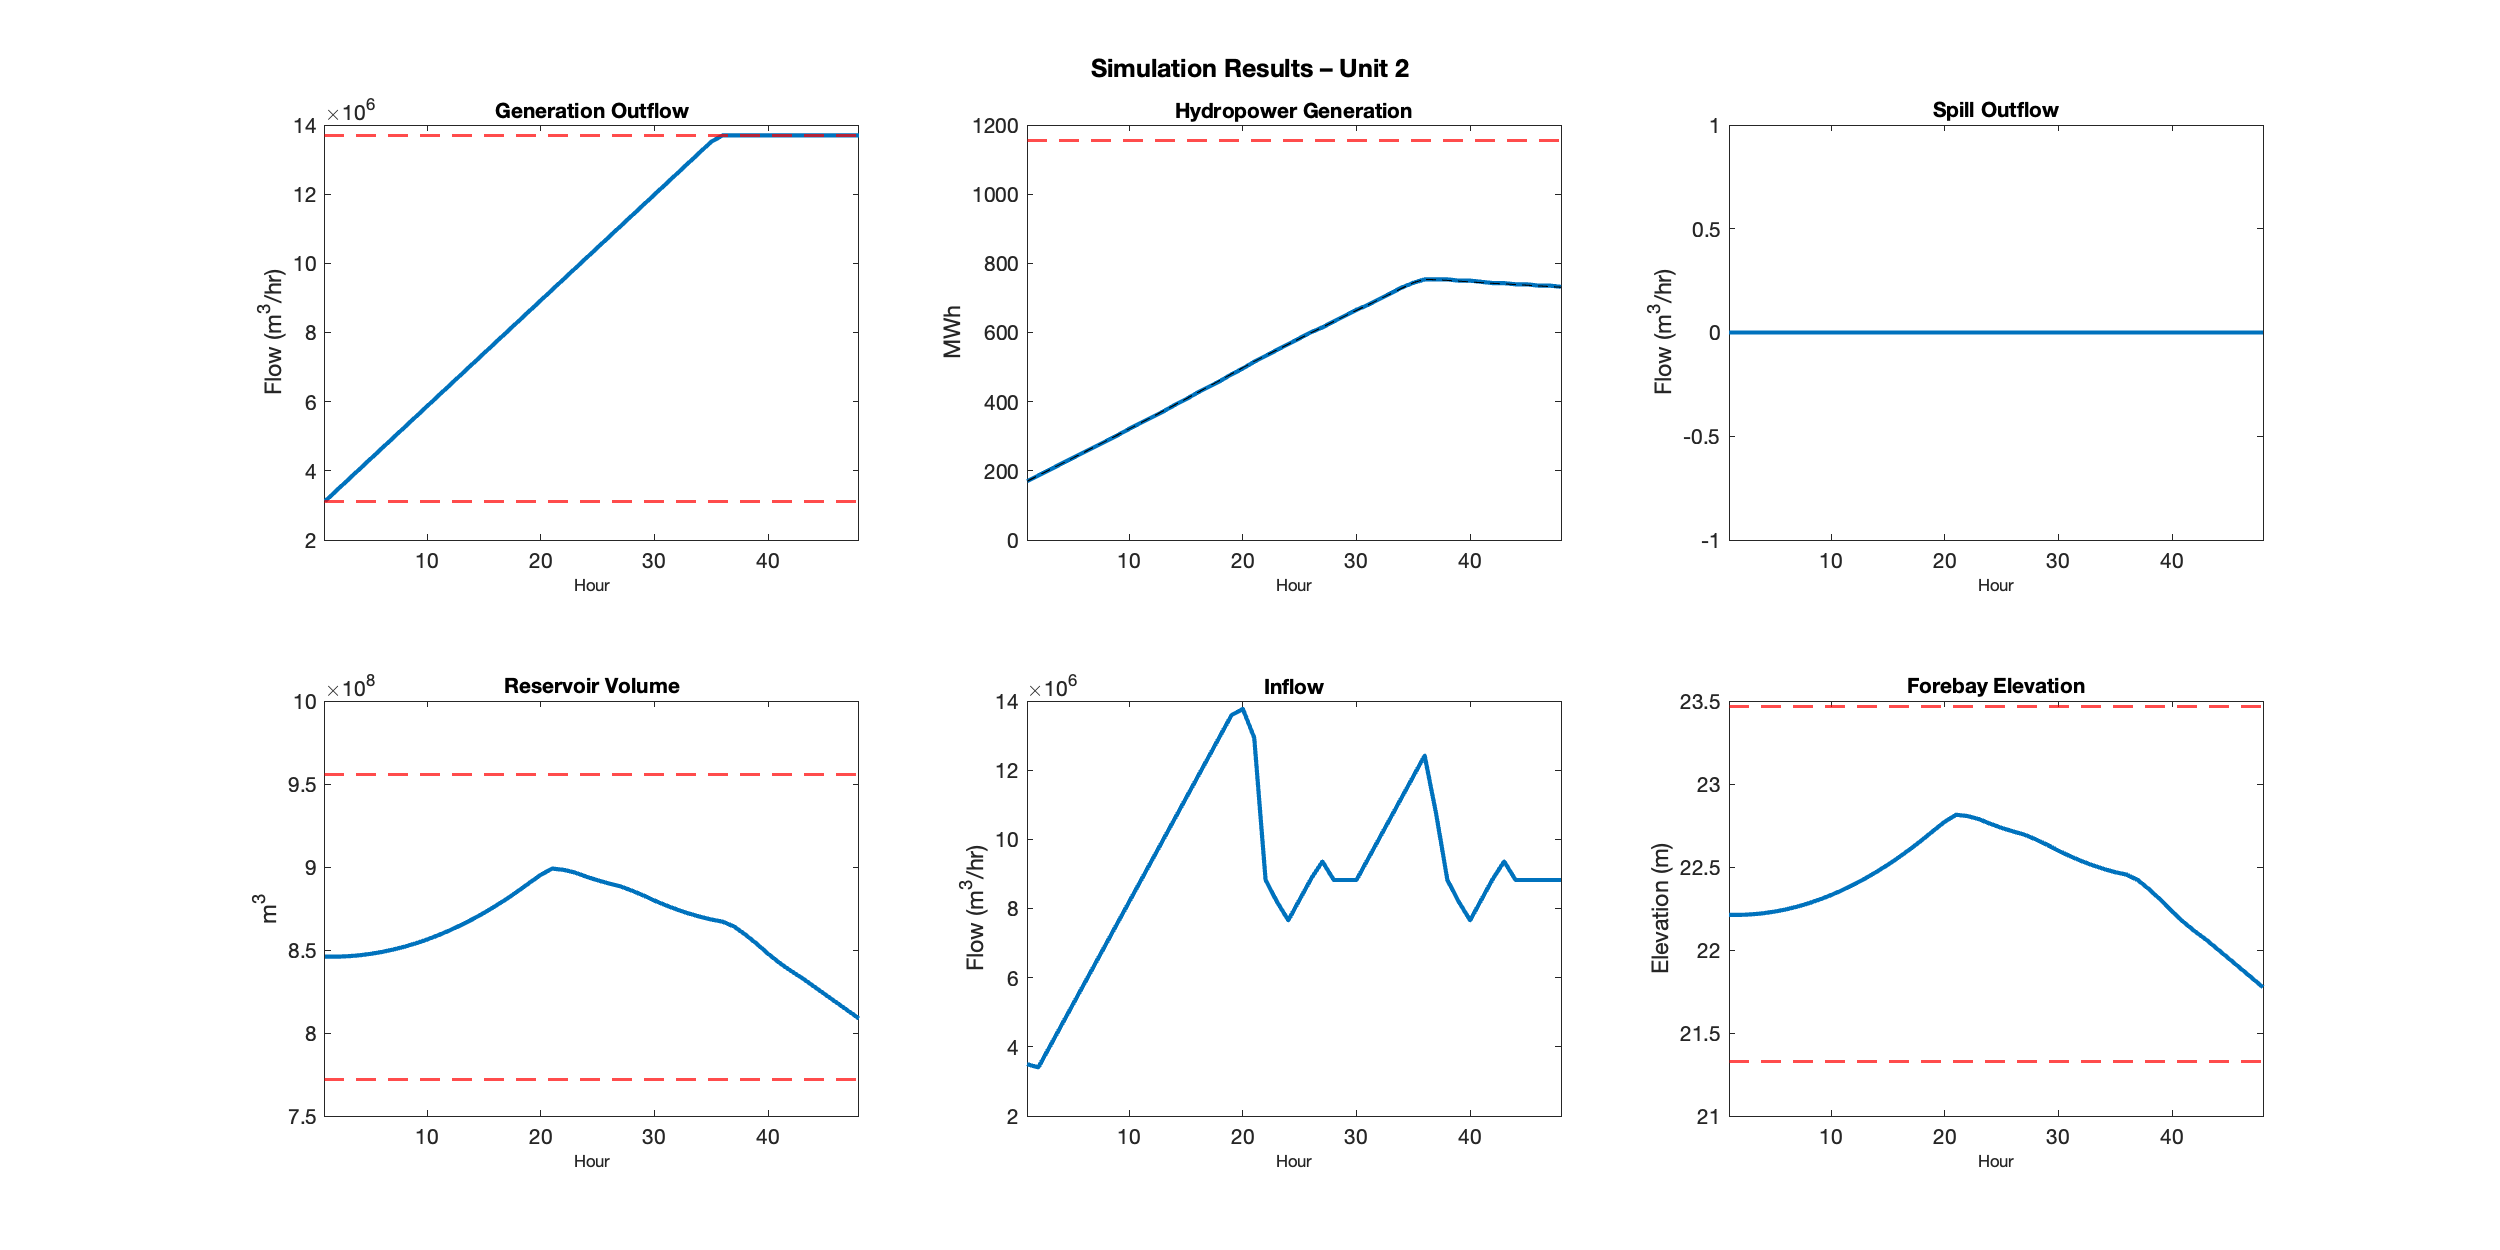 Simulation Results – Unit 2
Generation Outflow
×10^6
14
12
10
8
6
4
2
Flow (m^3/hr)
10 20 30 40
Hour
Hydropower Generation
1200
1000
800
600
400
200
0
MWh
10 20 30 40
Hour
Spill Outflow
1
0.5
0
-0.5
-1
Flow (m^3/hr)
10 20 30 40
Hour
Reservoir Volume
×10^8
10
9.5
9
8.5
8
7.5
m^3
10 20 30 40
Hour
Inflow
×10^6
14
12
10
8
6
4
2
Flow (m^3/hr)
10 20 30 40
Hour
Forebay Elevation
23.5
23
22.5
22
21.5
21
Elevation (m)
10 20 30 40
Hour